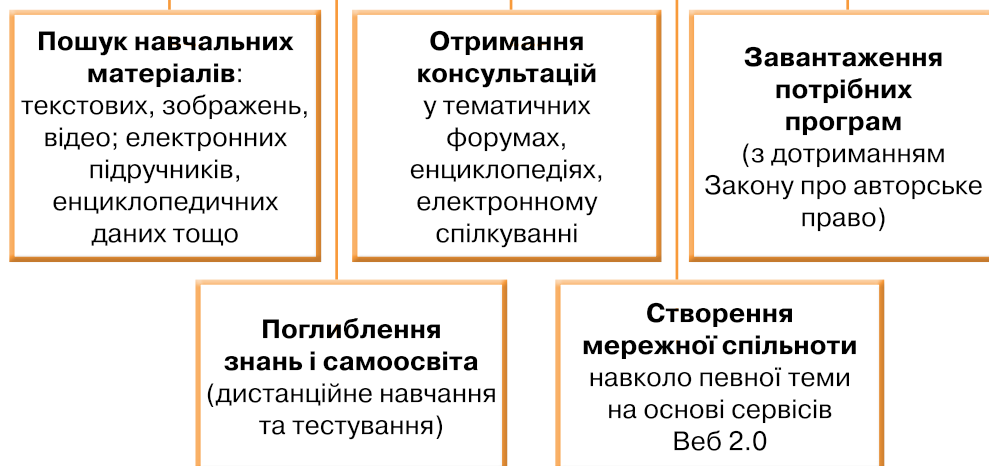 Пошук навчальних
матеріалів:
текстових, зображень,
відео; електронних
підручників,
енциклопедичних
даних тощо
Отримання
консультацій
у тематичних
форумах,
енциклопедіях,
електронному
спілкуванні
Завантаження
потрібних
програм
(з дотриманням
Закону про авторське
право)
Поглиблення
знань і самоосвіта
(дистанційне навчання
та тестування)
Створення
мережної спільноти
навколо певної теми
на основі сервісів
Веб 2.0